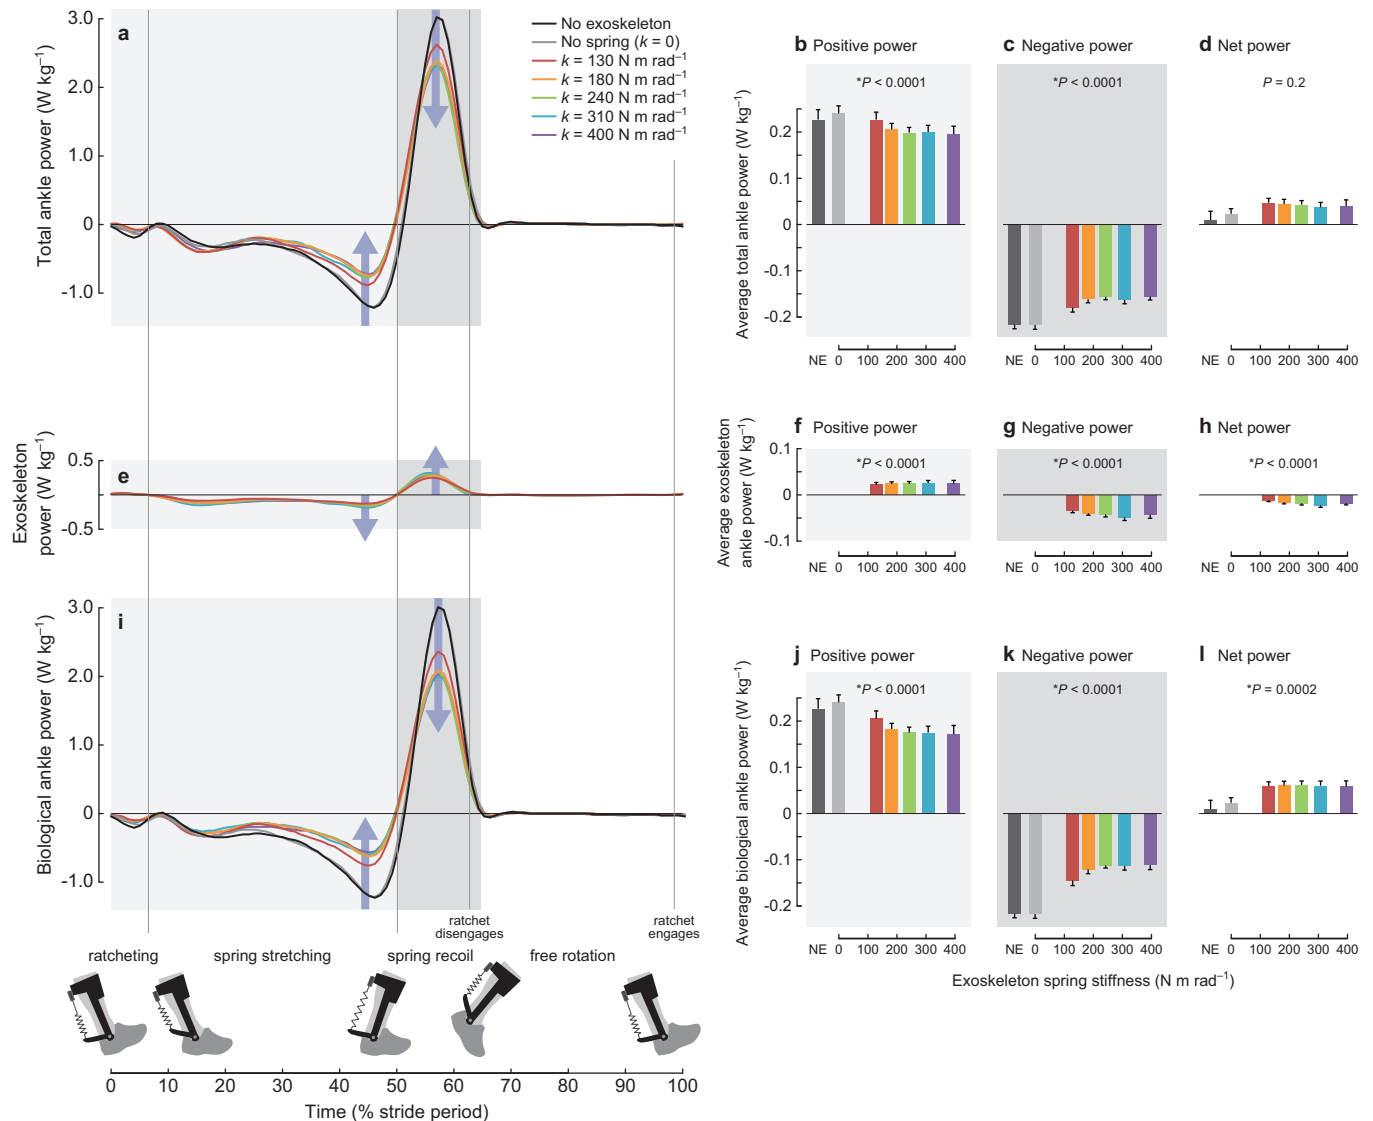 a
Total ankle power (W kg⁻¹)
3.0
2.0
1.0
0
-1.0
No exoskeleton
No spring (k = 0)
k = 130 N m rad⁻¹
k = 180 N m rad⁻¹
k = 240 N m rad⁻¹
k = 310 N m rad⁻¹
k = 400 N m rad⁻¹
b Positive power
*P < 0.0001
c Negative power
*P < 0.0001
d Net power
P = 0.2
Average total ankle power (W kg⁻¹)
0.2
0.1
0
-0.1
-0.2
NE 0 100 200 300 400
NE 0 100 200 300 400
NE 0 100 200 300 400
e
Exoskeleton
power (W kg⁻¹)
0.5
0
-0.5
f Positive power
*P < 0.0001
g Negative power
*P < 0.0001
h Net power
*P < 0.0001
Average exoskeleton
ankle power (W kg⁻¹)
0.1
0
-0.1
NE 0 100 200 300 400
NE 0 100 200 300 400
NE 0 100 200 300 400
i
Biological ankle power (W kg⁻¹)
3.0
2.0
1.0
0
-1.0
j Positive power
*P < 0.0001
k Negative power
*P < 0.0001
l Net power
*P = 0.0002
Average biological ankle power (W kg⁻¹)
0.2
0.1
0
-0.1
-0.2
NE 0 100 200 300 400
NE 0 100 200 300 400
NE 0 100 200 300 400
Exoskeleton spring stiffness (N m rad⁻¹)
ratchet
disengages
ratchet
engages
ratcheting
spring stretching
spring recoil
free rotation
0 10 20 30 40 50 60 70 80 90 100
Time (% stride period)